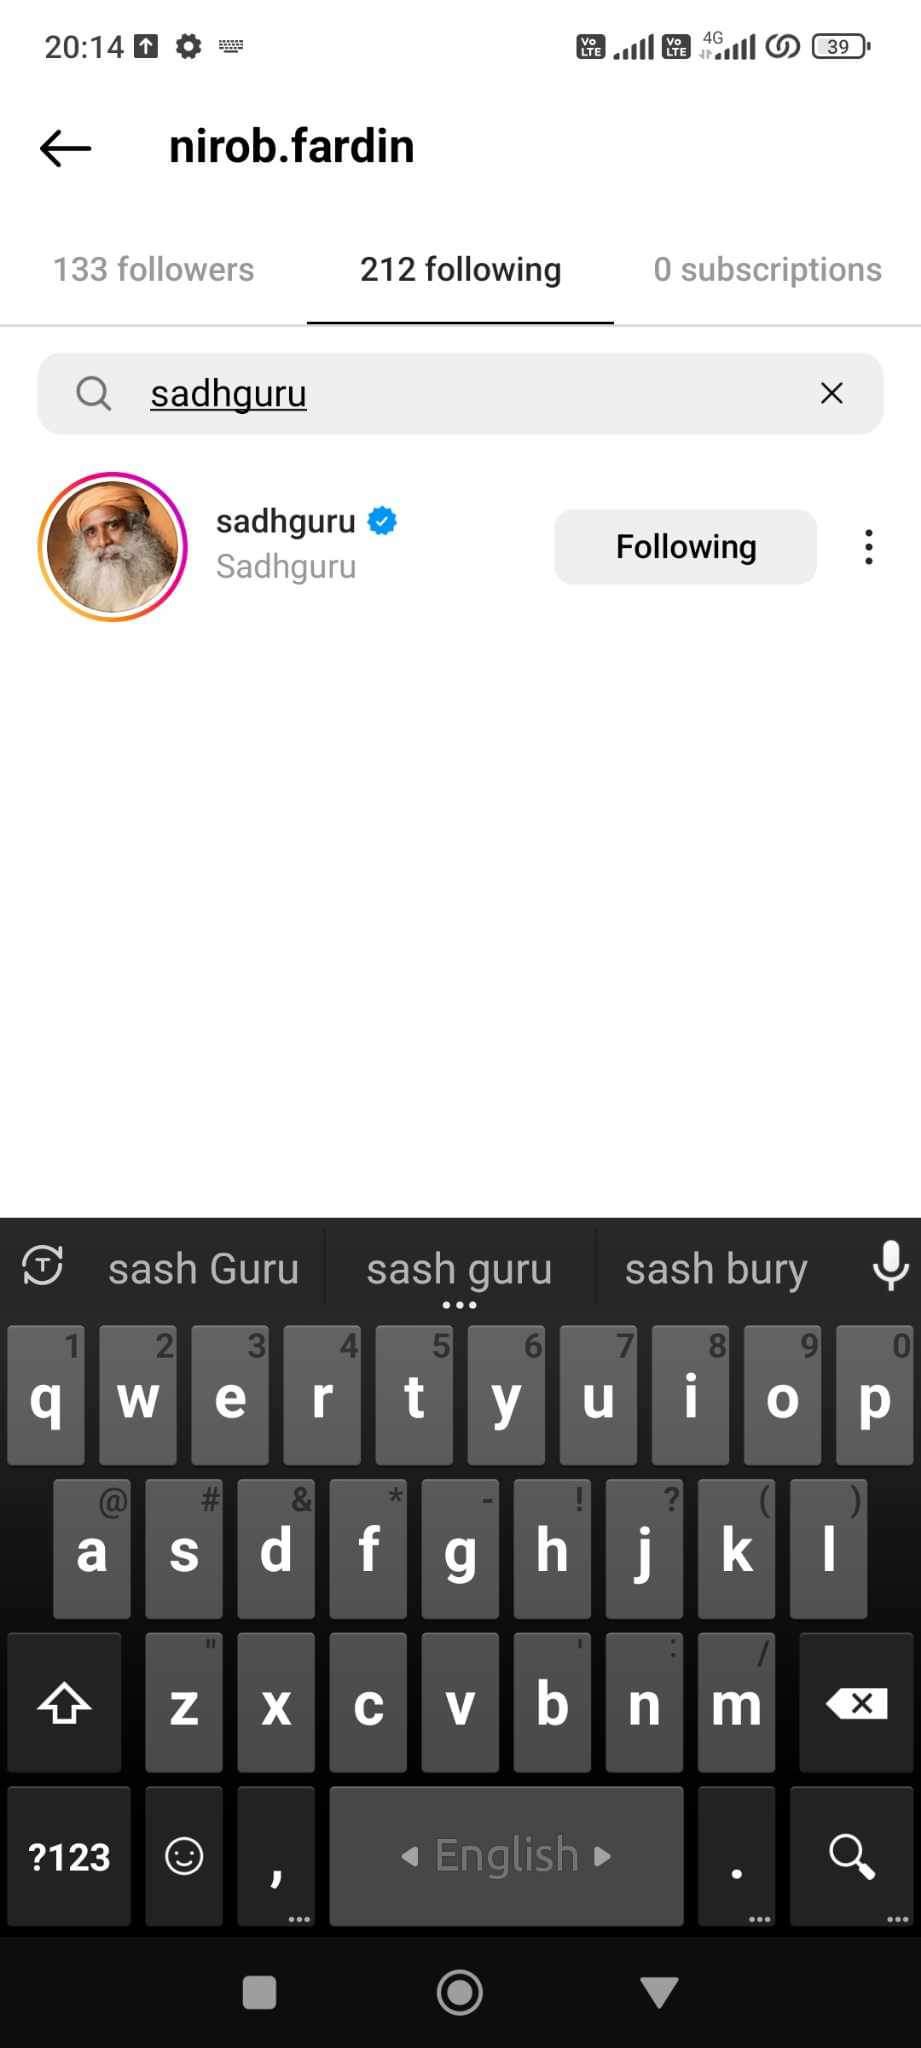 20:14 Vo LTE Vo LTE 4G 39
nirob.fardin
133 followers 212 following 0 subscriptions
sadhguru
sadhguru
Sadhguru
Following
T sash Guru sash guru sash bury
1 2 3 4 5 6 7 8 9 0
q w e r t y u i o p
@ # & * - ! ? ( )
a s d f g h j k l
" ' : /
z x c v b n m
?123 , English .